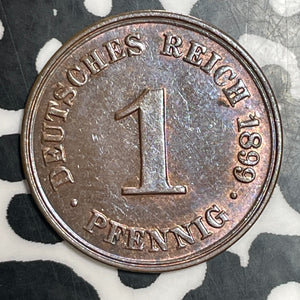 DEUTSCHES REICH 1899
1
· PFENNIG ·